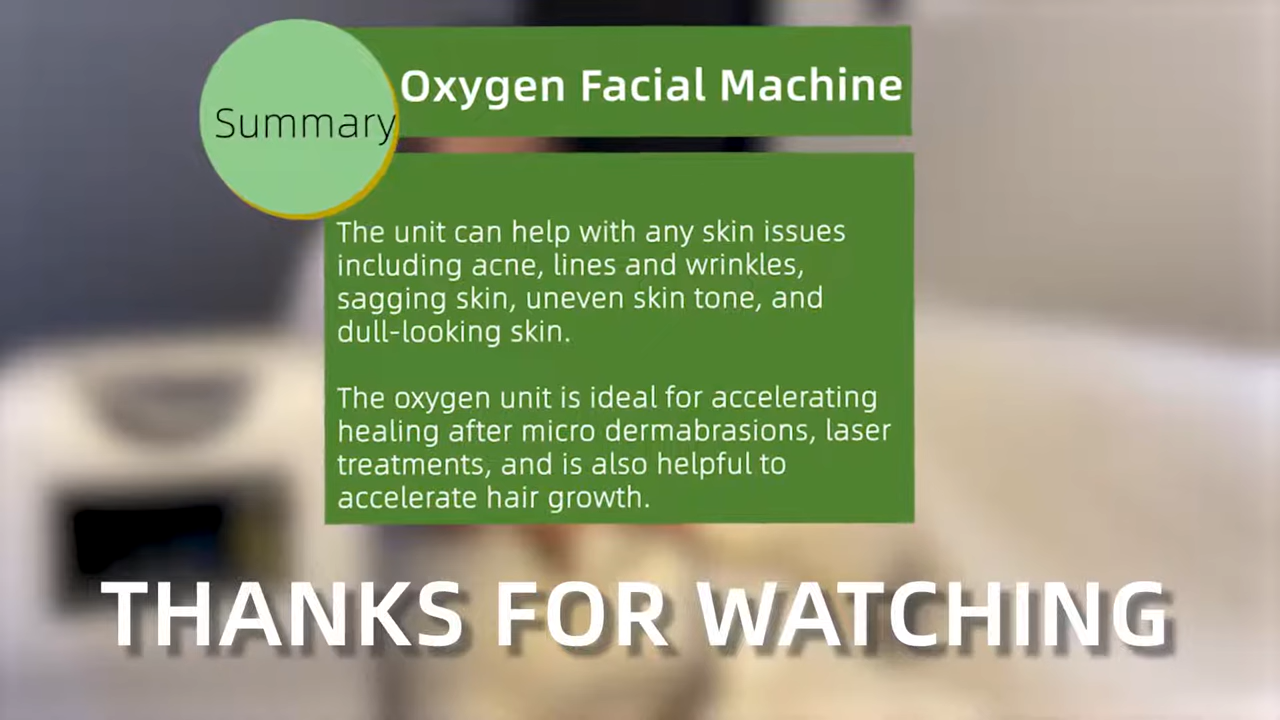 Summary
Oxygen Facial Machine
The unit can help with any skin issues
including acne, lines and wrinkles,
sagging skin, uneven skin tone, and
dull-looking skin.
The oxygen unit is ideal for accelerating
healing after micro dermabrasions, laser
treatments, and is also helpful to
accelerate hair growth.
THANKS FOR WATCHING